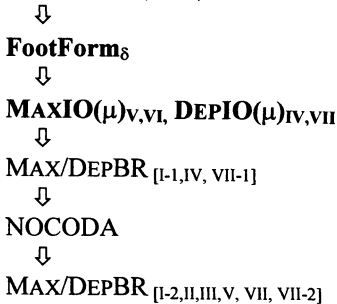 ⇩
FootFormδ
⇩
MAXIO(μ)V,VI, DEPIO(μ)IV,VII
⇩
MAX/DEPBR [I-1,IV, VII-1]
⇩
NOCODA
⇩
MAX/DEPBR [I-2,II,III,V, VII, VII-2]